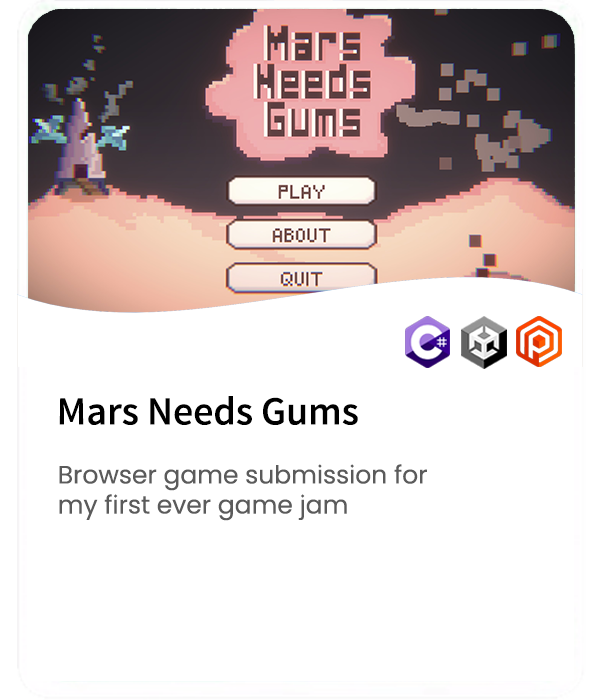 Mars
Needs
Gums
PLAY
ABOUT
QUIT
C#
Mars Needs Gums
Browser game submission for
my first ever game jam